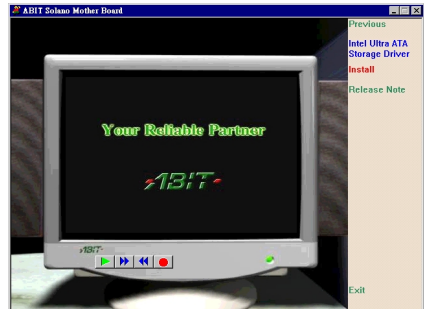 ABIT Solano Mother Board
Previous
Intel Ultra ATA
Storage Driver
Install
Release Note
Your Reliable Partner
ABIT
ABIT
Exit